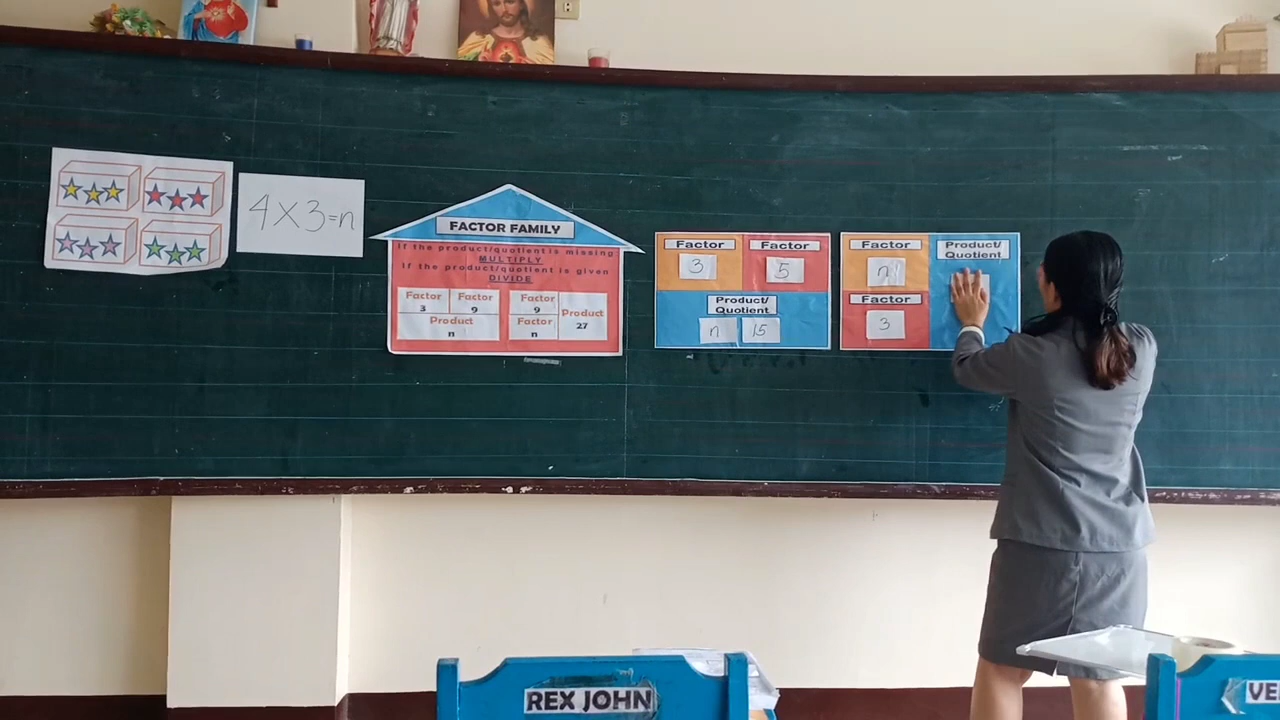 4×3=n
FACTOR FAMILY
If the product/quotient is missing
MULTIPLY
If the product/quotient is given
DIVIDE
Factor Factor
3 9
Product
n
Factor
9
Factor
n
Product
27
Factor Factor
3 5
Product/
Quotient
n 15
Factor
n
Factor
3
Product/
Quotient
REX JOHN